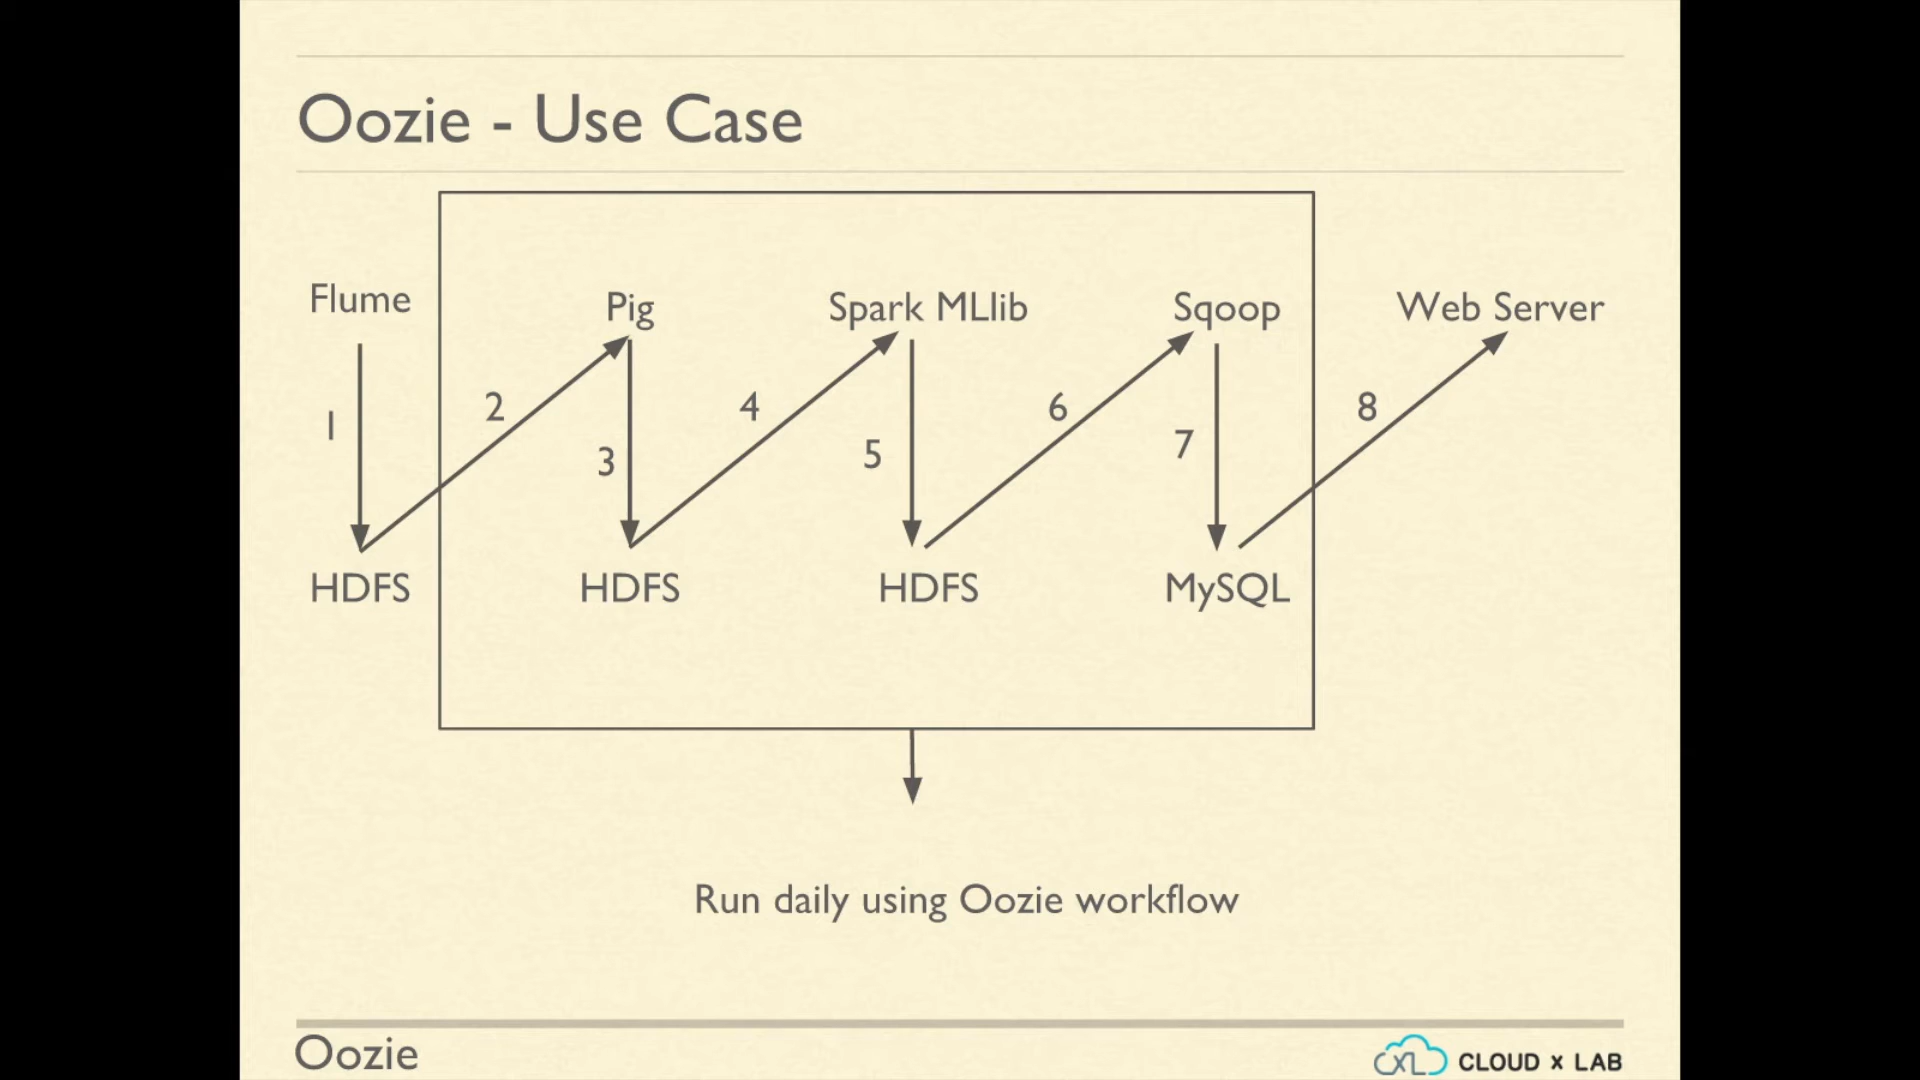 Oozie - Use Case
Flume
Pig
Spark MLlib
Sqoop
Web Server
1
2
3
4
5
6
7
8
HDFS
HDFS
HDFS
MySQL
Run daily using Oozie workflow
Oozie
CXL CLOUD x LAB